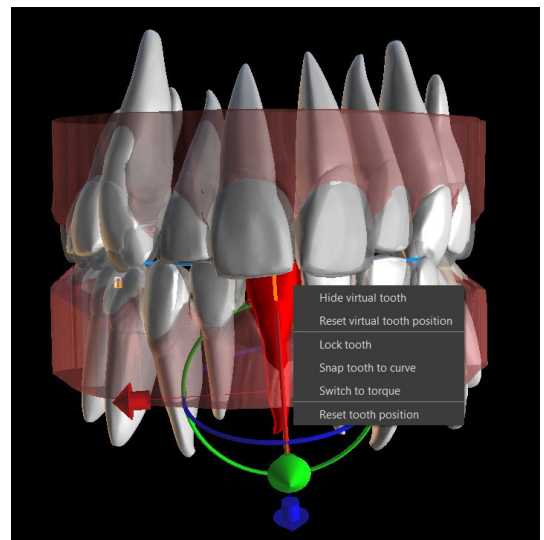 Hide virtual tooth
Reset virtual tooth position
Lock tooth
Snap tooth to curve
Switch to torque
Reset tooth position